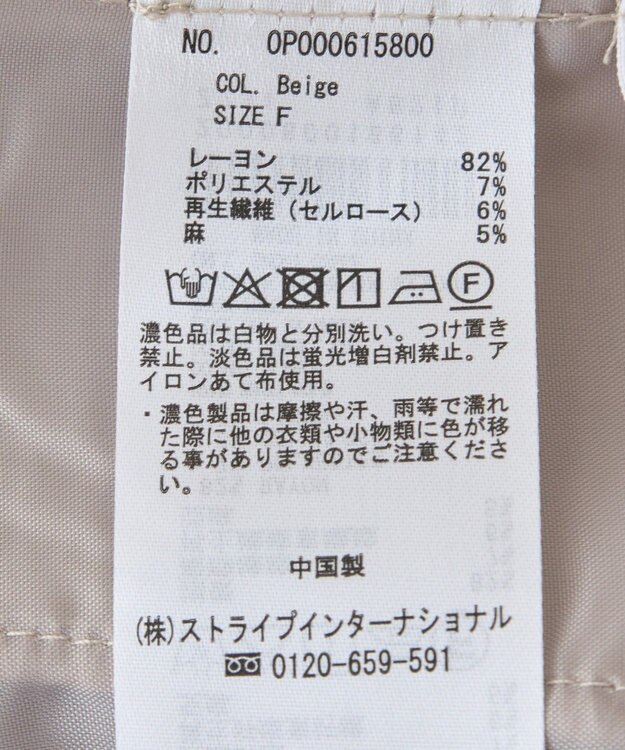 NO. 0P000615800
COL. Beige
SIZE F
レーヨン 82%
ポリエステル 7%
再生繊維（セルロース） 6%
麻 5%
F
濃色品は白物と分別洗い。つけ置き
禁止。淡色品は蛍光増白剤禁止。ア
イロンあて布使用。
・濃色製品は摩擦や汗、雨等で濡れ
た際に他の衣類や小物類に色が移
る事がありますのでご注意くださ
い。
中国製
(株)ストライプインターナショナル
0120-659-591